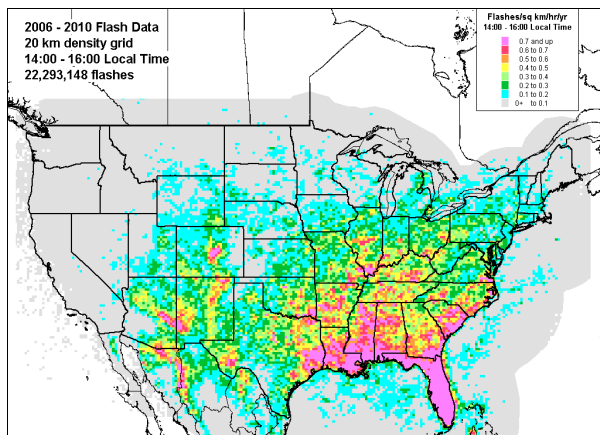 2006 - 2010 Flash Data
20 km density grid
14:00 - 16:00 Local Time
22,293,148 flashes
Flashes/sq km/hr/yr
14:00 - 16:00 Local Time
0.7 and up
0.6 to 0.7
0.5 to 0.6
0.4 to 0.5
0.3 to 0.4
0.2 to 0.3
0.1 to 0.2
0+ to 0.1